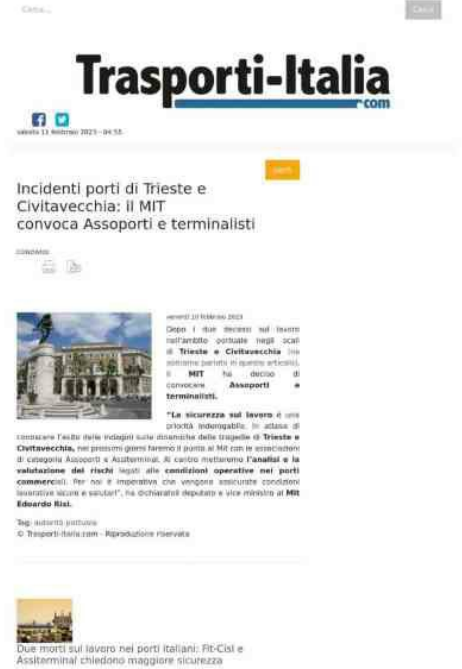 Cerca...
Cerca
Trasporti-Italia
.com
sabato 11 febbraio 2023 - 04:55
Incidenti porti di Trieste e
Civitavecchia: il MIT
convoca Assoporti e terminalisti
CONDIVIDI
venerdì 10 febbraio 2023
Dopo i due decessi sul lavoro
nell'ambito portuale negli scali
di Trieste e Civitavecchia (ne
abbiamo parlato in questo articolo),
il MIT ha deciso di
convocare Assoporti e
terminalisti.
"La sicurezza sul lavoro è una
priorità inderogabile. In attesa di
conoscere l'esito delle indagini sulle dinamiche delle tragedie di Trieste e
Civitavecchia, nei prossimi giorni faremo il punto al Mit con le associazioni
di categoria Assoporti e Assiterminal. Al centro metteremo l'analisi e la
valutazione dei rischi legati alle condizioni operative nei porti
commerciali. Per noi è imperativo che vengano assicurate condizioni
lavorative sicure e salutari", ha dichiarato il deputato e vice ministro al Mit
Edoardo Rixi.
Tag: autorità portuale
© Trasporti-Italia.com - Riproduzione riservata
Due morti sul lavoro nei porti italiani: Fit-Cisl e
Assiterminal chiedono maggiore sicurezza